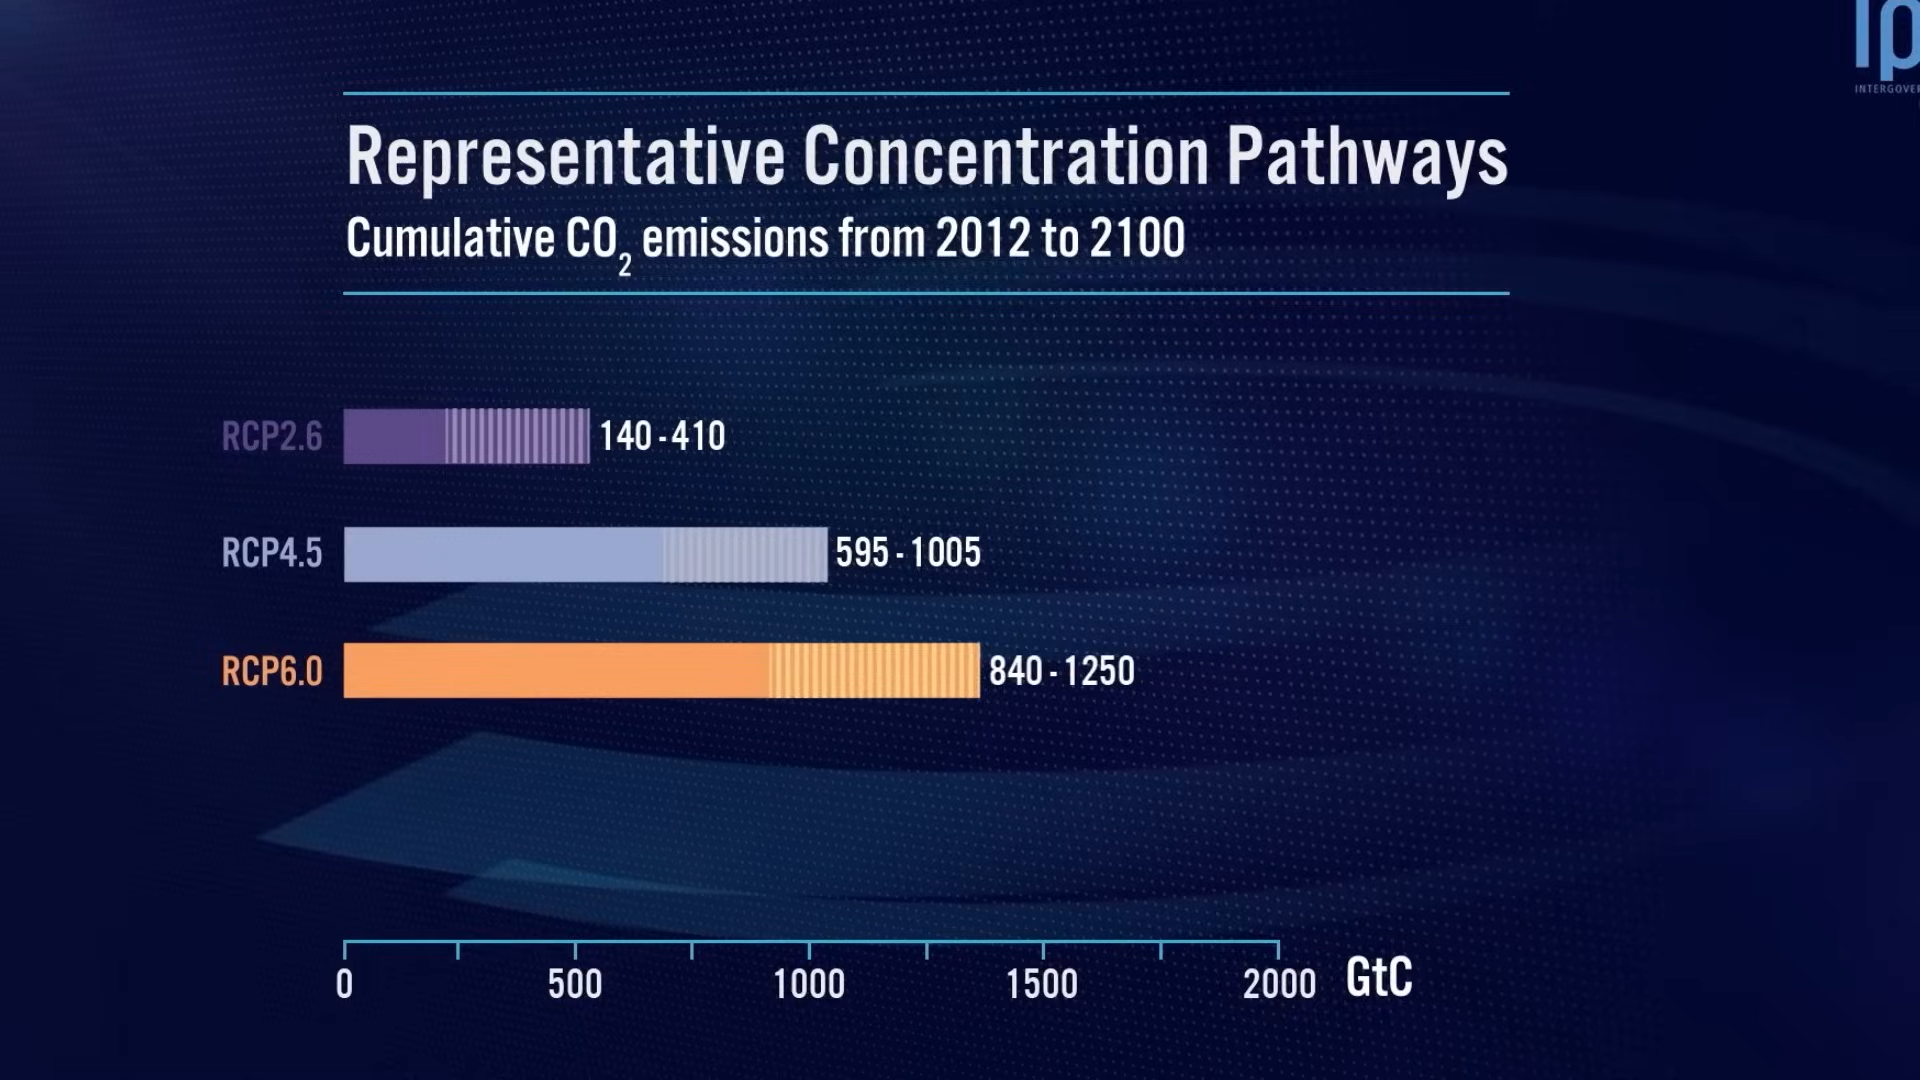 Representative Concentration Pathways
Cumulative CO₂ emissions from 2012 to 2100
RCP2.6 140 - 410
RCP4.5 595 - 1005
RCP6.0 840 - 1250
0 500 1000 1500 2000 GtC